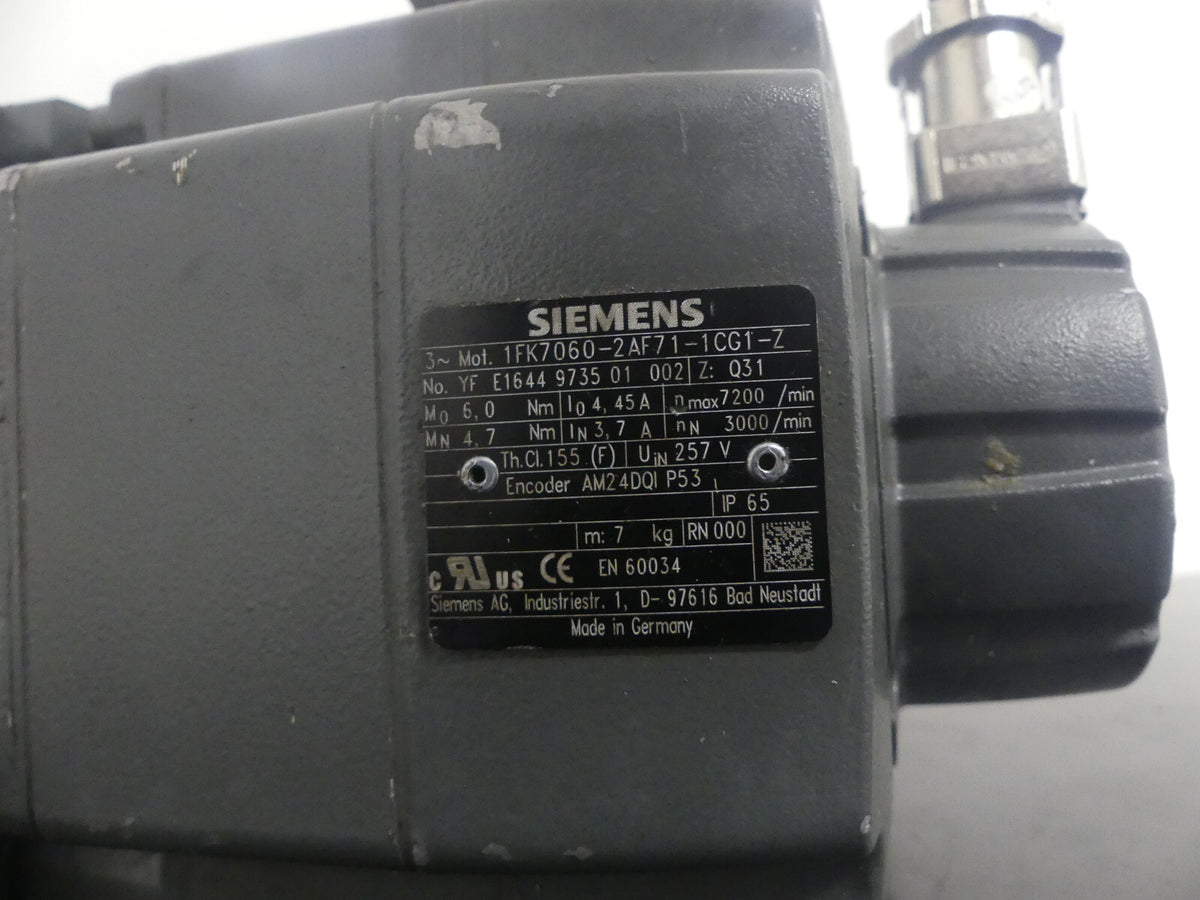 SIEMENS
3~ Mot. 1FK7060-2AF71-1CG1-Z
No. YF E1644 9735 01 002 Z: Q31
M0 6,0 Nm I0 4,45 A nmax 7200 /min
MN 4,7 Nm IN 3,7 A nN 3000 /min
Th.Cl. 155 (F) UiN 257 V
Encoder AM24DQI P53
IP 65
m: 7 kg RN 000
C RU US CE EN 60034
Siemens AG, Industriestr. 1, D-97616 Bad Neustadt
Made in Germany